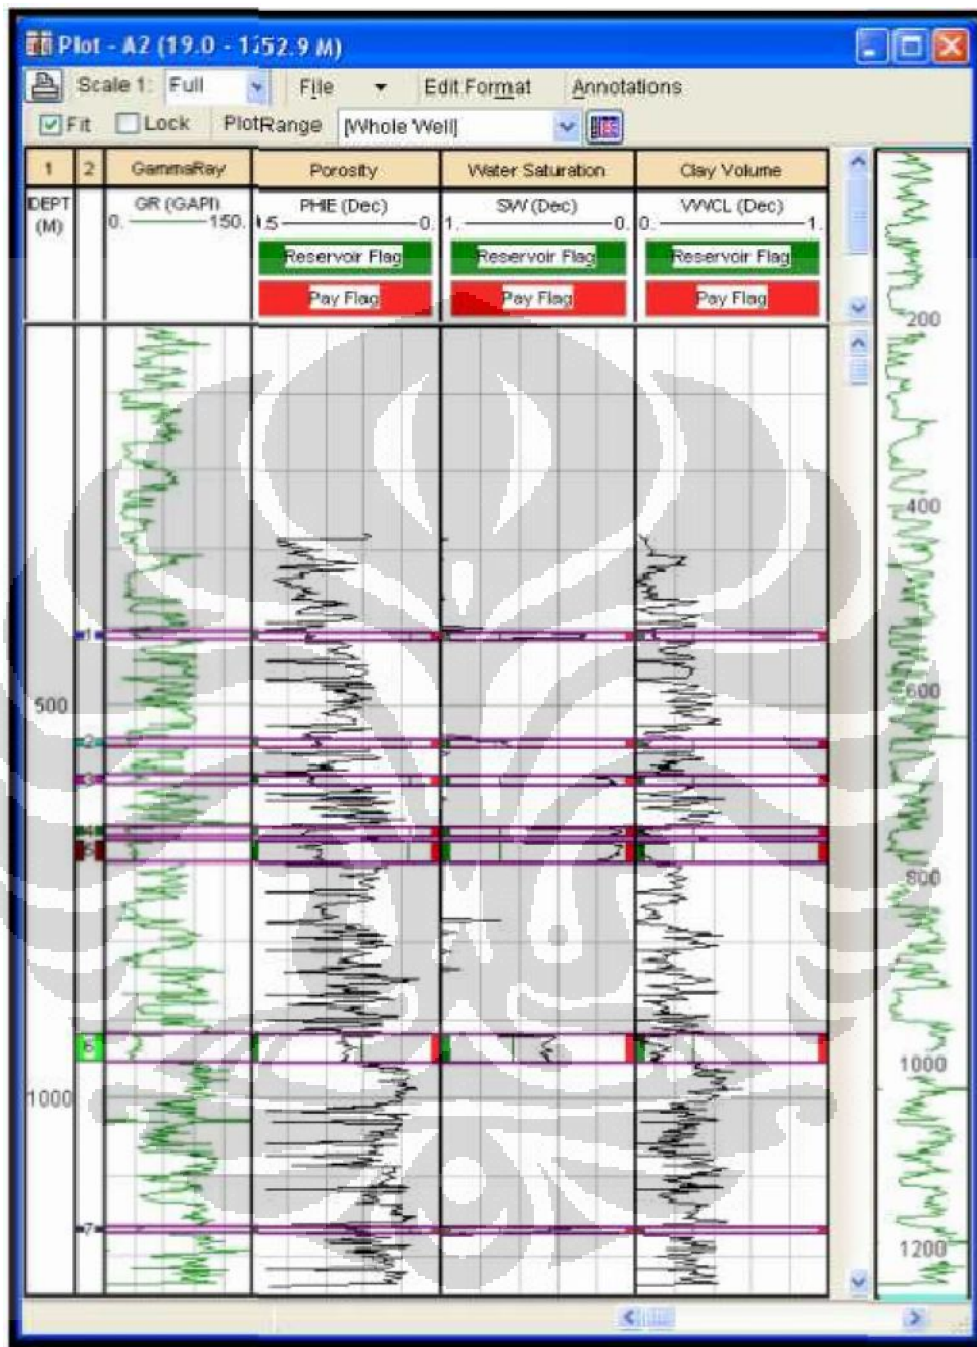 Plot - A2 (19.0 - 1252.9 M)
Scale 1: Full File Edit Format Annotations
Fit Lock PlotRange [Whole Well]
1 2 GammaRay Porosity Water Saturation Clay Volume
DEPT (M) GR (GAPI) PHIE (Dec) SW (Dec) VWCL (Dec)
0. 150. 0. 1. 0. 0. 1.
Reservoir Flag Reservoir Flag Reservoir Flag
Pay Flag Pay Flag Pay Flag
200
400
1
500
600
2
3
4
5
800
6
1000
1000
7
1200